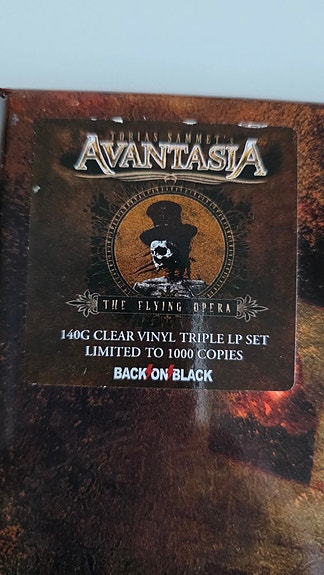 TOBIAS SAMMET'S
AVANTASIA
THE FLYING OPERA
140G CLEAR VINYL TRIPLE LP SET
LIMITED TO 1000 COPIES
BACK ON BLACK